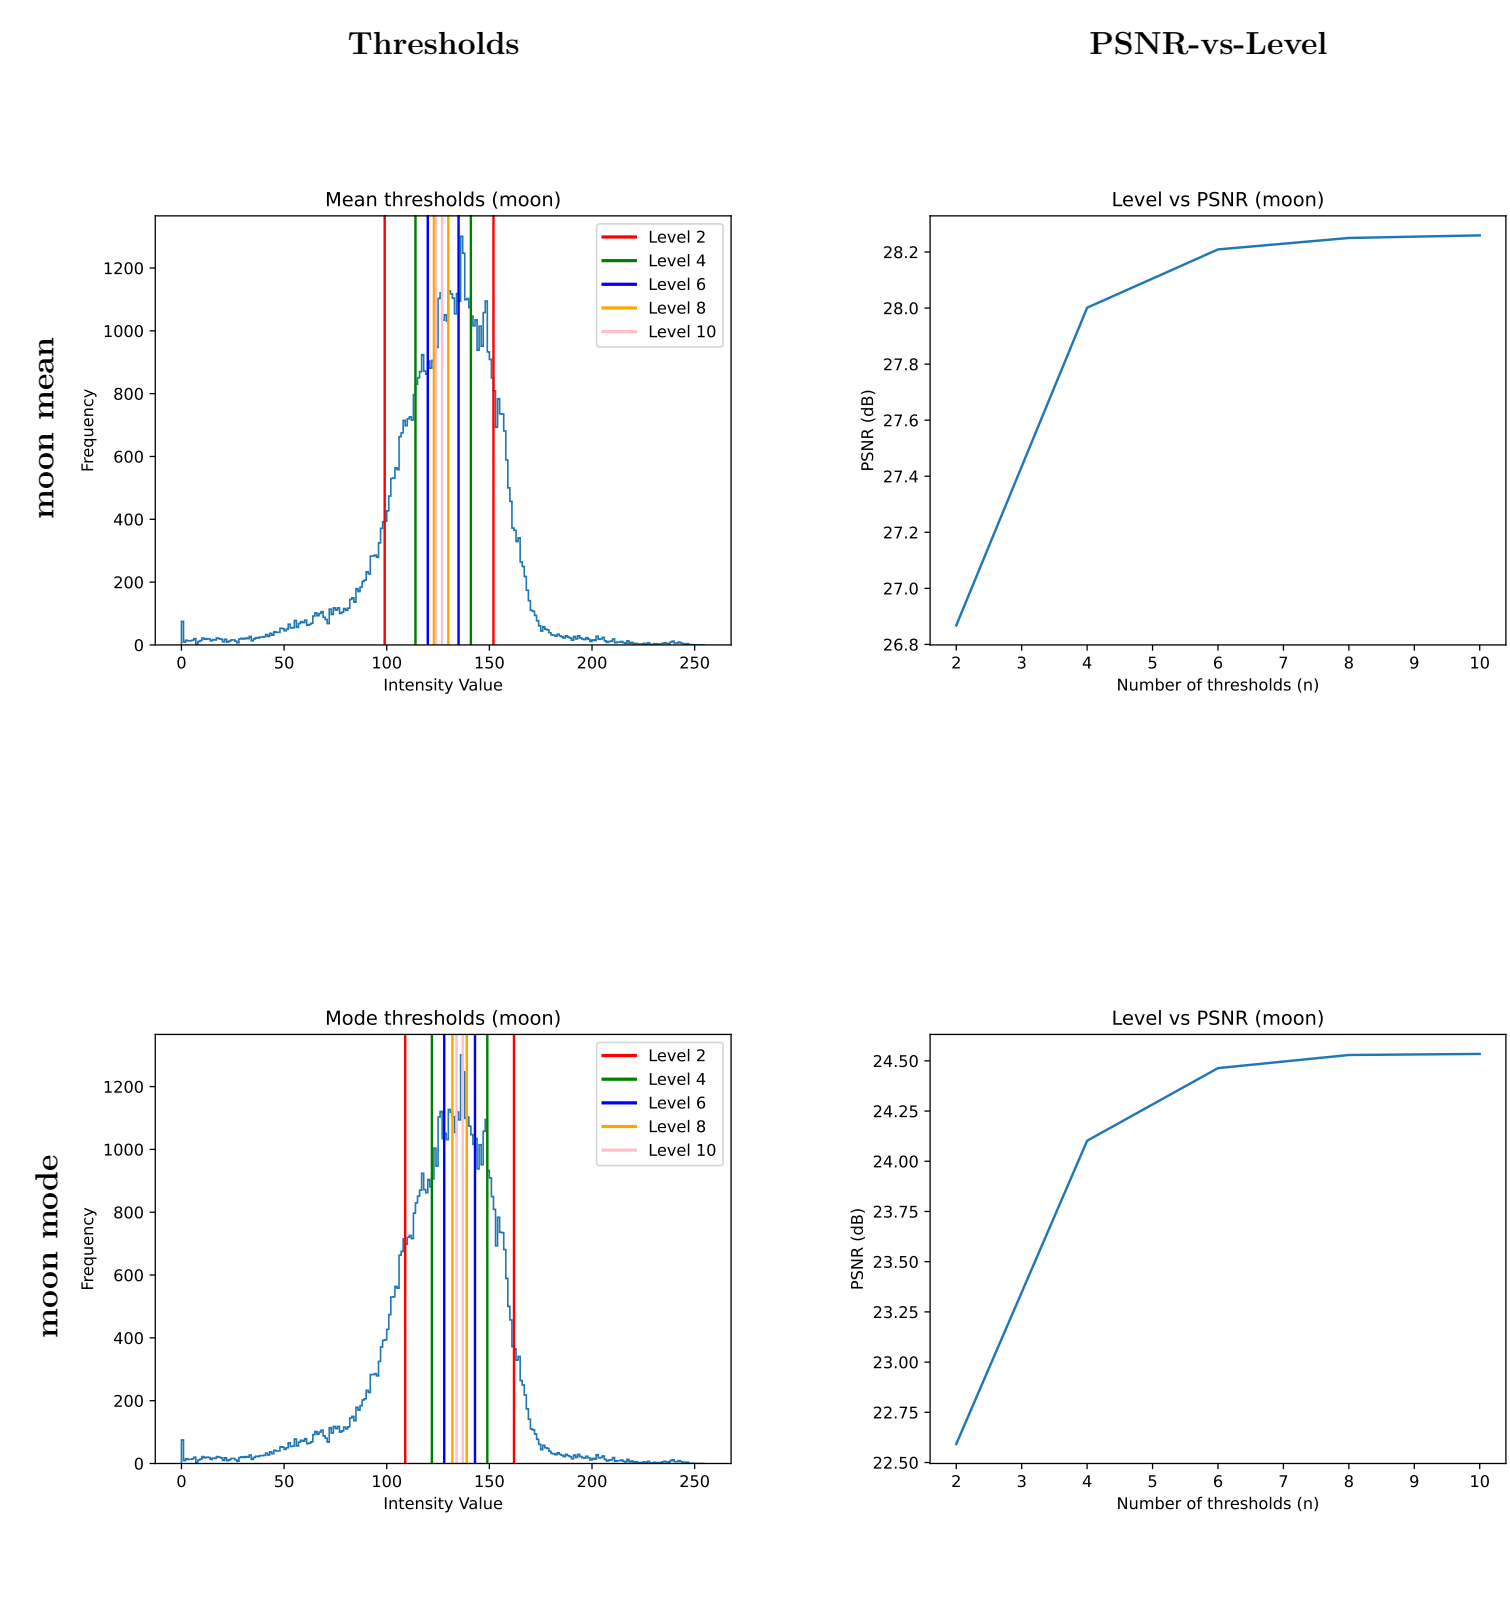 Thresholds
PSNR-vs-Level
moon mean
Mean thresholds (moon)
Level 2
Level 4
Level 6
Level 8
Level 10
1200
1000
800
600
400
200
0
Frequency
0 50 100 150 200 250
Intensity Value
Level vs PSNR (moon)
28.2
28.0
27.8
27.6
27.4
27.2
27.0
26.8
PSNR (dB)
2 3 4 5 6 7 8 9 10
Number of thresholds (n)
moon mode
Mode thresholds (moon)
Level 2
Level 4
Level 6
Level 8
Level 10
1200
1000
800
600
400
200
0
Frequency
0 50 100 150 200 250
Intensity Value
Level vs PSNR (moon)
24.50
24.25
24.00
23.75
23.50
23.25
23.00
22.75
22.50
PSNR (dB)
2 3 4 5 6 7 8 9 10
Number of thresholds (n)